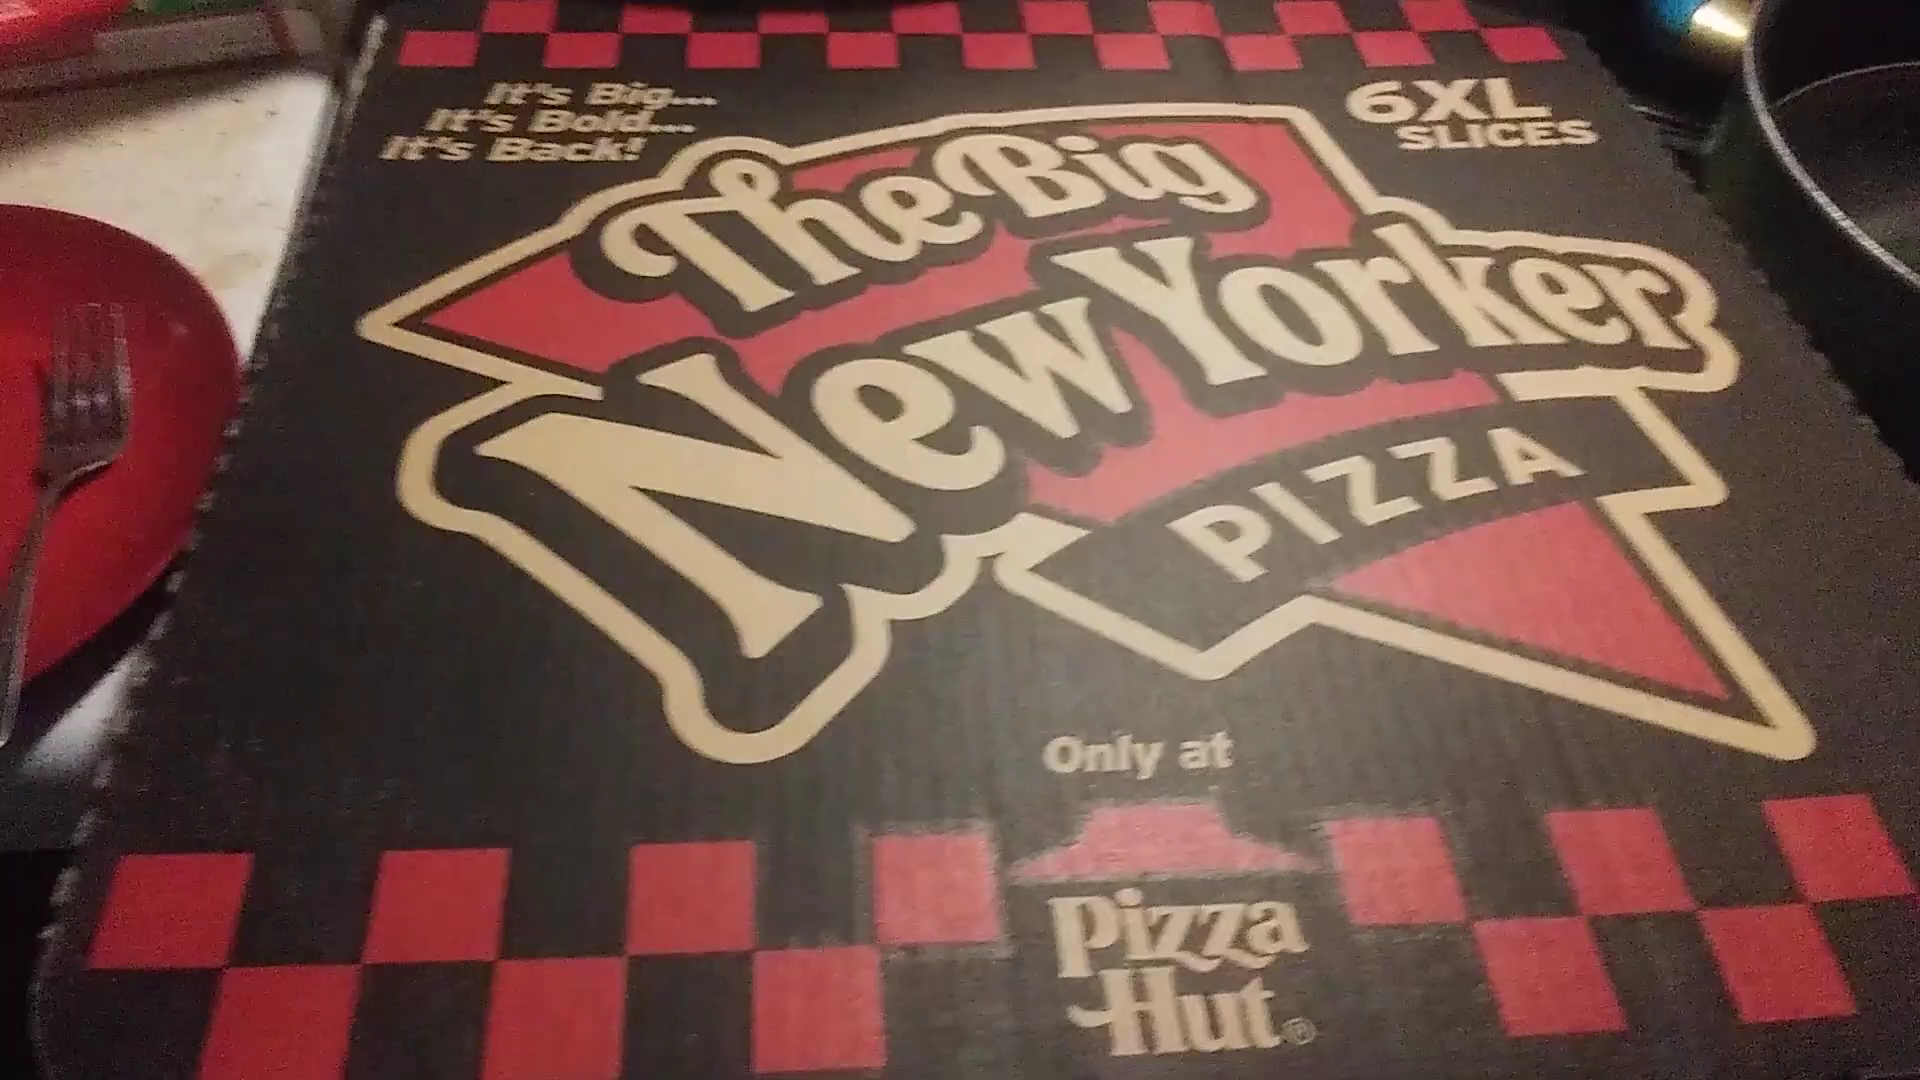 It's Big...
It's Bold...
It's Back!
6XL
SLICES
The Big
New Yorker
PIZZA
Only at
Pizza
Hut®